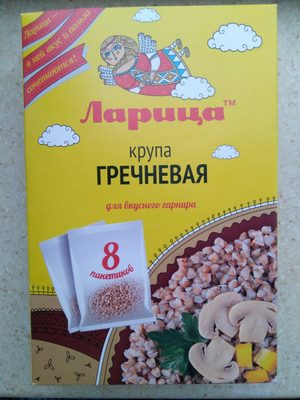 Ларица
в ней вкус и польза
сочетаются!
Ларица™
крупа
ГРЕЧНЕВАЯ
для вкусного гарнира
8
пакетиков